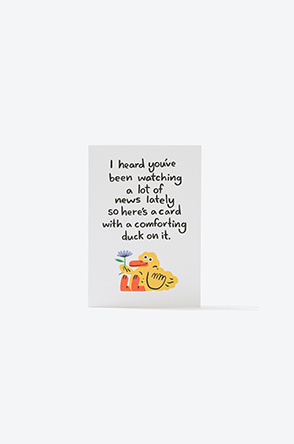 I heard you've
been watching
a lot of
news lately
so here's a card
with a comforting
duck on it.